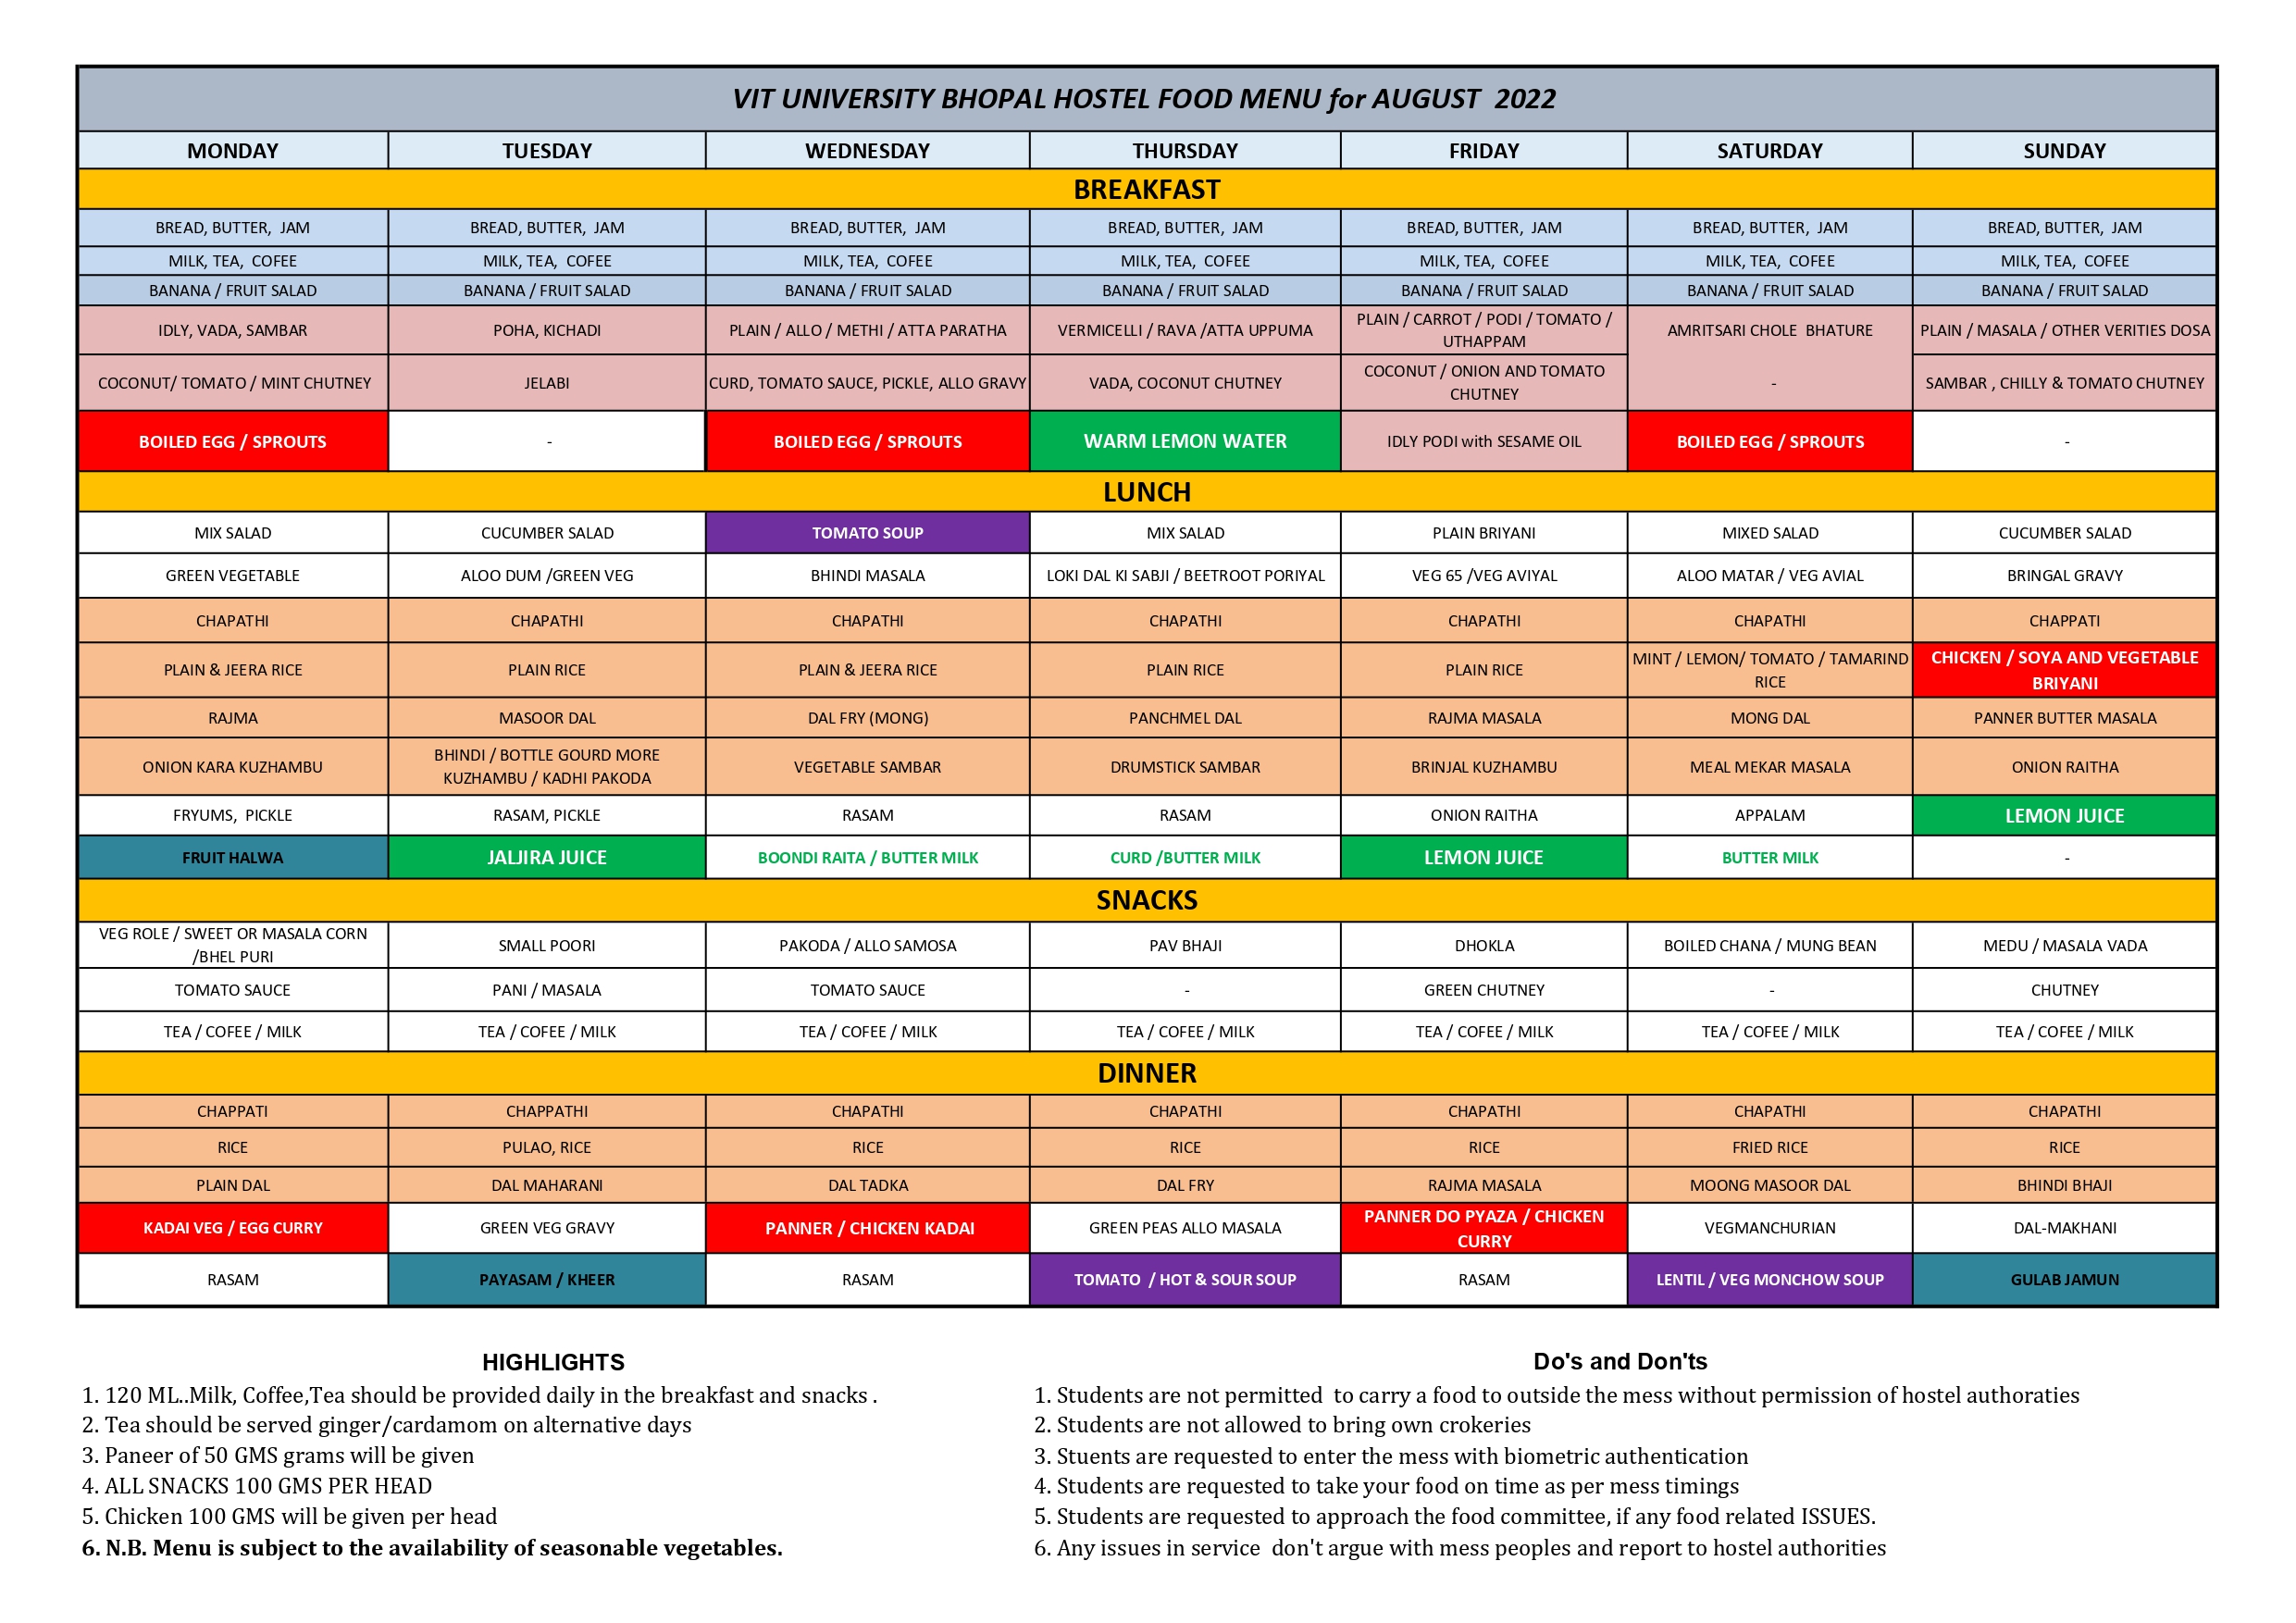 VIT UNIVERSITY BHOPAL HOSTEL FOOD MENU for AUGUST 2022
MONDAY TUESDAY WEDNESDAY THURSDAY FRIDAY SATURDAY SUNDAY
BREAKFAST
BREAD, BUTTER, JAM BREAD, BUTTER, JAM BREAD, BUTTER, JAM BREAD, BUTTER, JAM BREAD, BUTTER, JAM BREAD, BUTTER, JAM BREAD, BUTTER, JAM
MILK, TEA, COFEE MILK, TEA, COFEE MILK, TEA, COFEE MILK, TEA, COFEE MILK, TEA, COFEE MILK, TEA, COFEE MILK, TEA, COFEE
BANANA / FRUIT SALAD BANANA / FRUIT SALAD BANANA / FRUIT SALAD BANANA / FRUIT SALAD BANANA / FRUIT SALAD BANANA / FRUIT SALAD BANANA / FRUIT SALAD
IDLY, VADA, SAMBAR POHA, KICHADI PLAIN / ALLO / METHI / ATTA PARATHA VERMICELLI / RAVA /ATTA UPPUMA PLAIN / CARROT / PODI / TOMATO / UTHAPPAM AMRITSARI CHOLE BHATURE PLAIN / MASALA / OTHER VERITIES DOSA
COCONUT/ TOMATO / MINT CHUTNEY JELABI CURD, TOMATO SAUCE, PICKLE, ALLO GRAVY VADA, COCONUT CHUTNEY COCONUT / ONION AND TOMATO CHUTNEY - SAMBAR , CHILLY & TOMATO CHUTNEY
BOILED EGG / SPROUTS - BOILED EGG / SPROUTS WARM LEMON WATER IDLY PODI with SESAME OIL BOILED EGG / SPROUTS -
LUNCH
MIX SALAD CUCUMBER SALAD TOMATO SOUP MIX SALAD PLAIN BRIYANI MIXED SALAD CUCUMBER SALAD
GREEN VEGETABLE ALOO DUM /GREEN VEG BHINDI MASALA LOKI DAL KI SABJI / BEETROOT PORIYAL VEG 65 /VEG AVIYAL ALOO MATAR / VEG AVIAL BRINGAL GRAVY
CHAPATHI CHAPATHI CHAPATHI CHAPATHI CHAPATHI CHAPATHI CHAPPATI
PLAIN & JEERA RICE PLAIN RICE PLAIN & JEERA RICE PLAIN RICE PLAIN RICE MINT / LEMON/ TOMATO / TAMARIND RICE CHICKEN / SOYA AND VEGETABLE BRIYANI
RAJMA MASOOR DAL DAL FRY (MONG) PANCHMEL DAL RAJMA MASALA MONG DAL PANNER BUTTER MASALA
ONION KARA KUZHAMBU BHINDI / BOTTLE GOURD MORE KUZHAMBU / KADHI PAKODA VEGETABLE SAMBAR DRUMSTICK SAMBAR BRINJAL KUZHAMBU MEAL MEKAR MASALA ONION RAITHA
FRYUMS, PICKLE RASAM, PICKLE RASAM RASAM ONION RAITHA APPALAM LEMON JUICE
FRUIT HALWA JALJIRA JUICE BOONDI RAITA / BUTTER MILK CURD /BUTTER MILK LEMON JUICE BUTTER MILK -
SNACKS
VEG ROLE / SWEET OR MASALA CORN /BHEL PURI SMALL POORI PAKODA / ALLO SAMOSA PAV BHAJI DHOKLA BOILED CHANA / MUNG BEAN MEDU / MASALA VADA
TOMATO SAUCE PANI / MASALA TOMATO SAUCE - GREEN CHUTNEY - CHUTNEY
TEA / COFEE / MILK TEA / COFEE / MILK TEA / COFEE / MILK TEA / COFEE / MILK TEA / COFEE / MILK TEA / COFEE / MILK TEA / COFEE / MILK
DINNER
CHAPPATI CHAPPATHI CHAPATHI CHAPATHI CHAPATHI CHAPATHI CHAPATHI
RICE PULAO, RICE RICE RICE RICE FRIED RICE RICE
PLAIN DAL DAL MAHARANI DAL TADKA DAL FRY RAJMA MASALA MOONG MASOOR DAL BHINDI BHAJI
KADAI VEG / EGG CURRY GREEN VEG GRAVY PANNER / CHICKEN KADAI GREEN PEAS ALLO MASALA PANNER DO PYAZA / CHICKEN CURRY VEGMANCHURIAN DAL-MAKHANI
RASAM PAYASAM / KHEER RASAM TOMATO / HOT & SOUR SOUP RASAM LENTIL / VEG MONCHOW SOUP GULAB JAMUN
HIGHLIGHTS
1. 120 ML..Milk, Coffee,Tea should be provided daily in the breakfast and snacks .
2. Tea should be served ginger/cardamom on alternative days
3. Paneer of 50 GMS grams will be given
4. ALL SNACKS 100 GMS PER HEAD
5. Chicken 100 GMS will be given per head
6. N.B. Menu is subject to the availability of seasonable vegetables.
Do's and Don'ts
1. Students are not permitted to carry a food to outside the mess without permission of hostel authoraties
2. Students are not allowed to bring own crokeries
3. Stuents are requested to enter the mess with biometric authentication
4. Students are requested to take your food on time as per mess timings
5. Students are requested to approach the food committee, if any food related ISSUES.
6. Any issues in service don't argue with mess peoples and report to hostel authorities